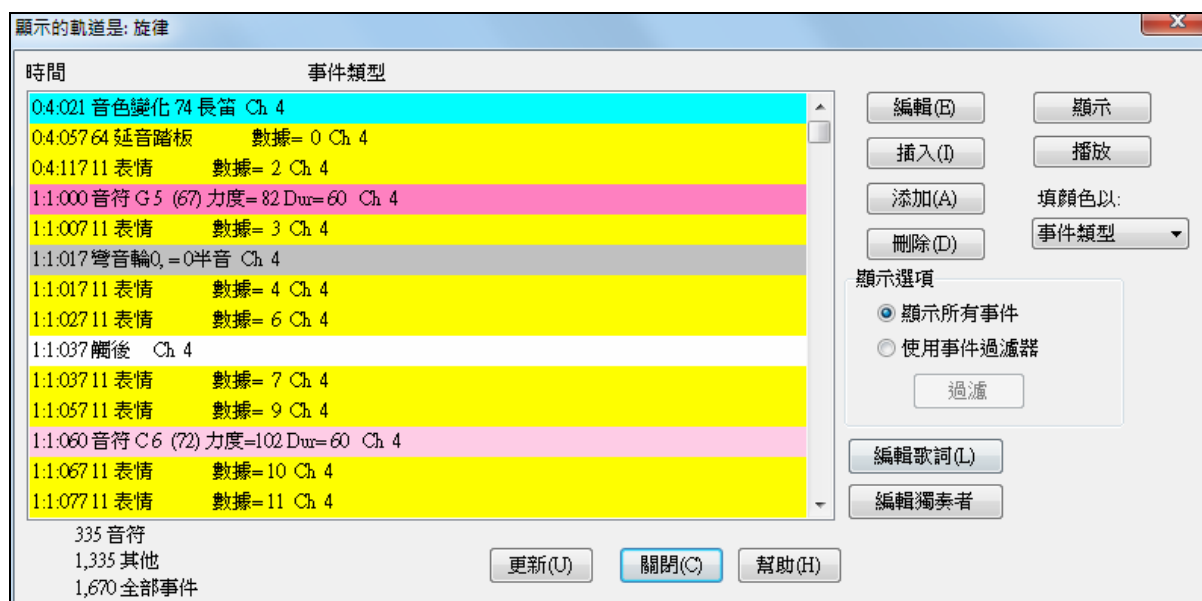 顯示的軌道是: 旋律
時間 事件類型
0:4:021 音色變化 74 長笛 Ch 4
0:4:057 64 延音踏板 數據= 0 Ch 4
0:4:117 11 表情 數據= 2 Ch 4
1:1:000 音符 G 5 (67) 力度= 82 Dur= 60 Ch 4
1:1:007 11 表情 數據= 3 Ch 4
1:1:017 彎音輪0, = 0半音 Ch 4
1:1:017 11 表情 數據= 4 Ch 4
1:1:027 11 表情 數據= 6 Ch 4
1:1:037 觸後 Ch 4
1:1:037 11 表情 數據= 7 Ch 4
1:1:057 11 表情 數據= 9 Ch 4
1:1:060 音符 C 6 (72) 力度=102 Dur= 60 Ch 4
1:1:067 11 表情 數據= 10 Ch 4
1:1:077 11 表情 數據= 11 Ch 4
335 音符
1,335 其他
1,670 全部事件
編輯(E) 顯示
插入(I) 播放
添加(A) 填顏色以:
刪除(D) 事件類型
顯示選項
顯示所有事件
使用事件過濾器
過濾
編輯歌詞(L)
編輯獨奏者
更新(U) 關閉(C) 幫助(H)